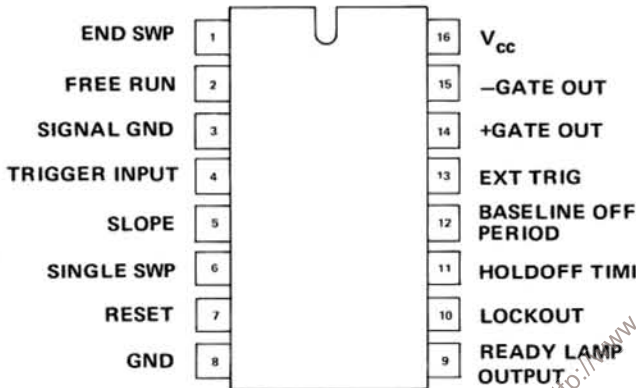 END SWP 1
FREE RUN 2
SIGNAL GND 3
TRIGGER INPUT 4
SLOPE 5
SINGLE SWP 6
RESET 7
GND 8
16 Vcc
15 –GATE OUT
14 +GATE OUT
13 EXT TRIG
12 BASELINE OFF
PERIOD
11 HOLDOFF TIMI
10 LOCKOUT
9 READY LAMP
OUTPUT
http://www